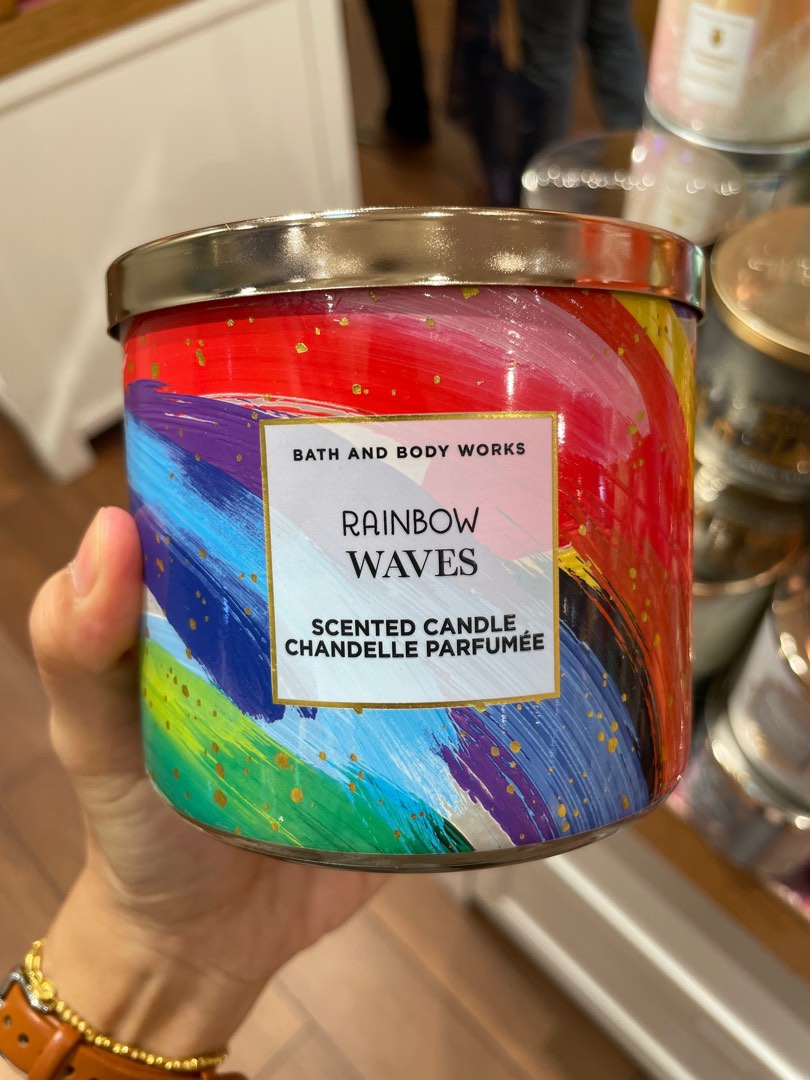 BATH AND BODY WORKS
RAINBOW
WAVES
SCENTED CANDLE
CHANDELLE PARFUMÉE